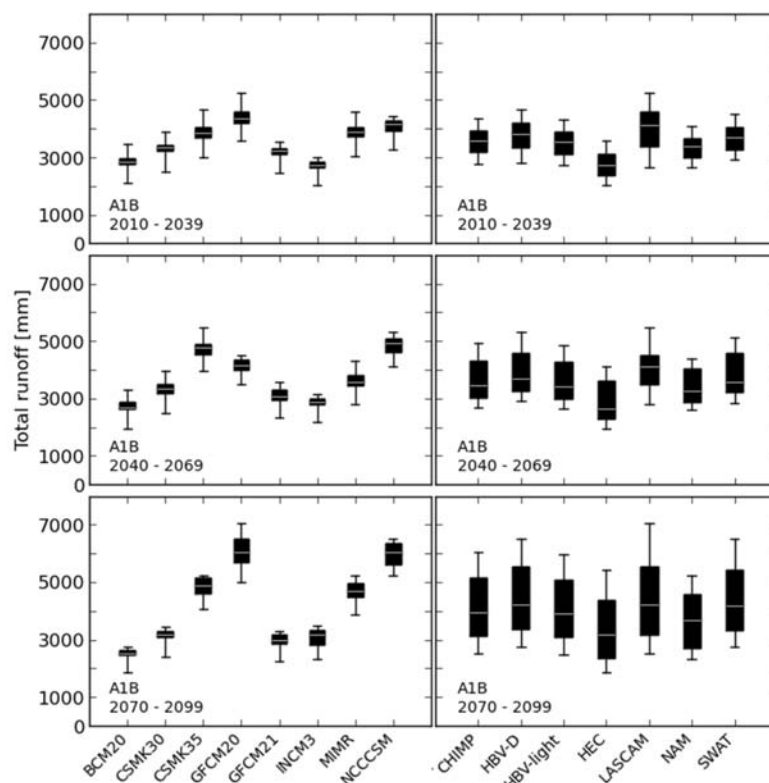 7000
5000
3000
1000
0
A1B
2010 - 2039
A1B
2010 - 2039
Total runoff [mm]
7000
5000
3000
1000
0
A1B
2040 - 2069
A1B
2040 - 2069
7000
5000
3000
1000
0
A1B
2070 - 2099
A1B
2070 - 2099
BCM20
CSMK30
CSMK35
GFCM20
GFCM21
INCM3
MIMR
NCCCSM
CHIMP
HBV-D
HBV-light
HEC
LASCAM
NAM
SWAT